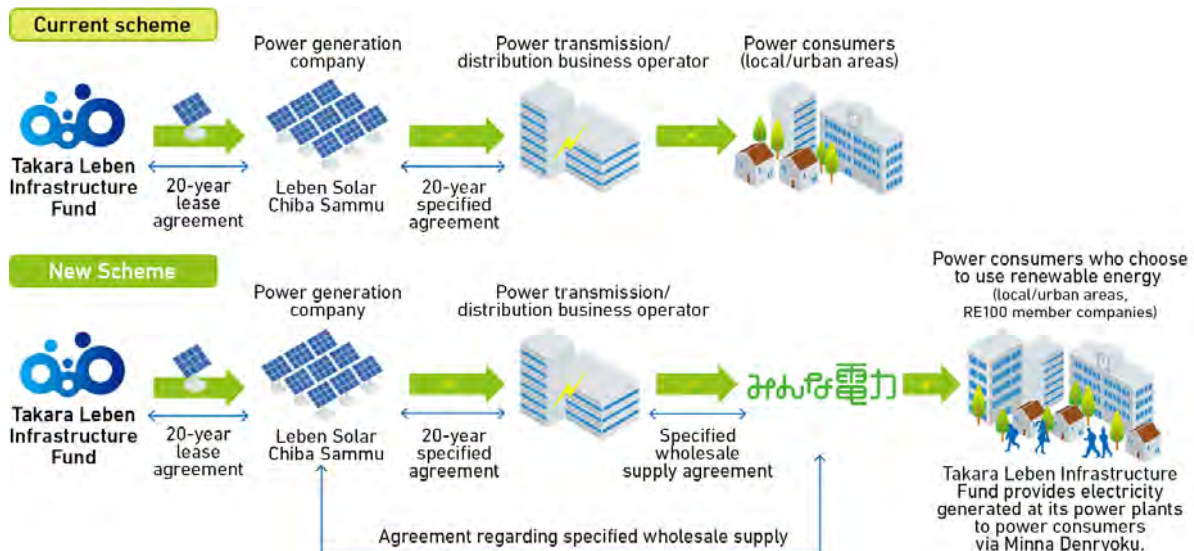 Current scheme
Power generation
company
Power transmission/
distribution business operator
Power consumers
(local/urban areas)
Takara Leben
Infrastructure
Fund
20-year
lease
agreement
Leben Solar
Chiba Sammu
20-year
specified
agreement
New Scheme
Power generation
company
Power transmission/
distribution business operator
Power consumers who choose
to use renewable energy
(local/urban areas,
RE100 member companies)
みんな電力
Takara Leben
Infrastructure
Fund
20-year
lease
agreement
Leben Solar
Chiba Sammu
20-year
specified
agreement
Specified
wholesale
supply agreement
Takara Leben Infrastructure
Fund provides electricity
generated at its power plants
to power consumers
via Minna Denryoku.
Agreement regarding specified wholesale supply